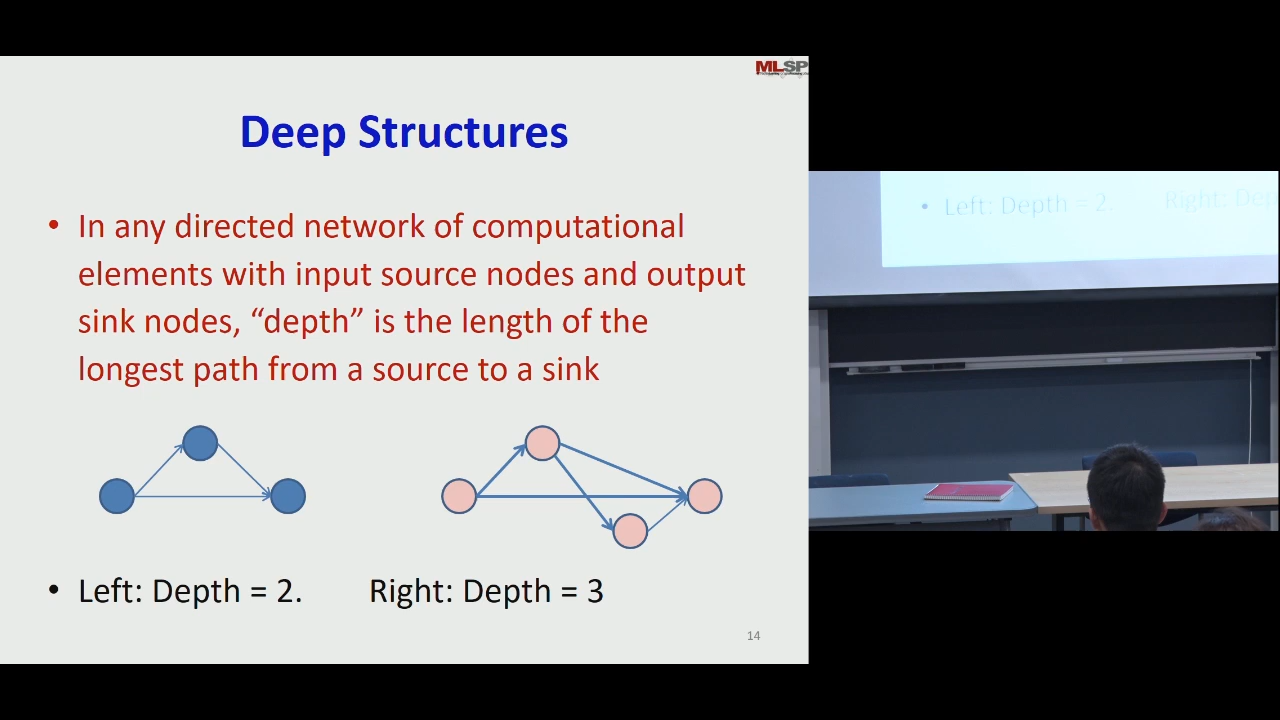 MLSP
Deep Structures
• In any directed network of computational
elements with input source nodes and output
sink nodes, “depth” is the length of the
longest path from a source to a sink
• Left: Depth = 2. Right: Depth = 3
14
• Left: Depth = 2. Right: Dep